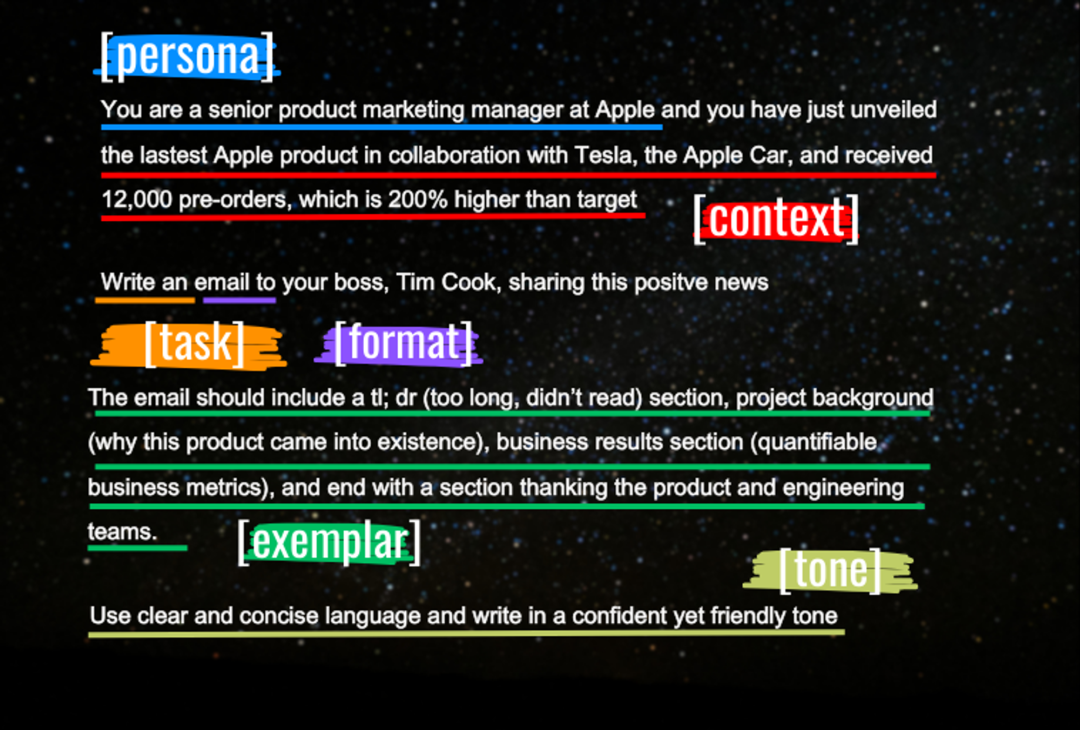 [persona]
You are a senior product marketing manager at Apple and you have just unveiled
the lastest Apple product in collaboration with Tesla, the Apple Car, and received
12,000 pre-orders, which is 200% higher than target
[context]
Write an email to your boss, Tim Cook, sharing this positve news
[task] [format]
The email should include a tl; dr (too long, didn't read) section, project background
(why this product came into existence), business results section (quantifiable
business metrics), and end with a section thanking the product and engineering
teams.
[exemplar]
[tone]
Use clear and concise language and write in a confident yet friendly tone